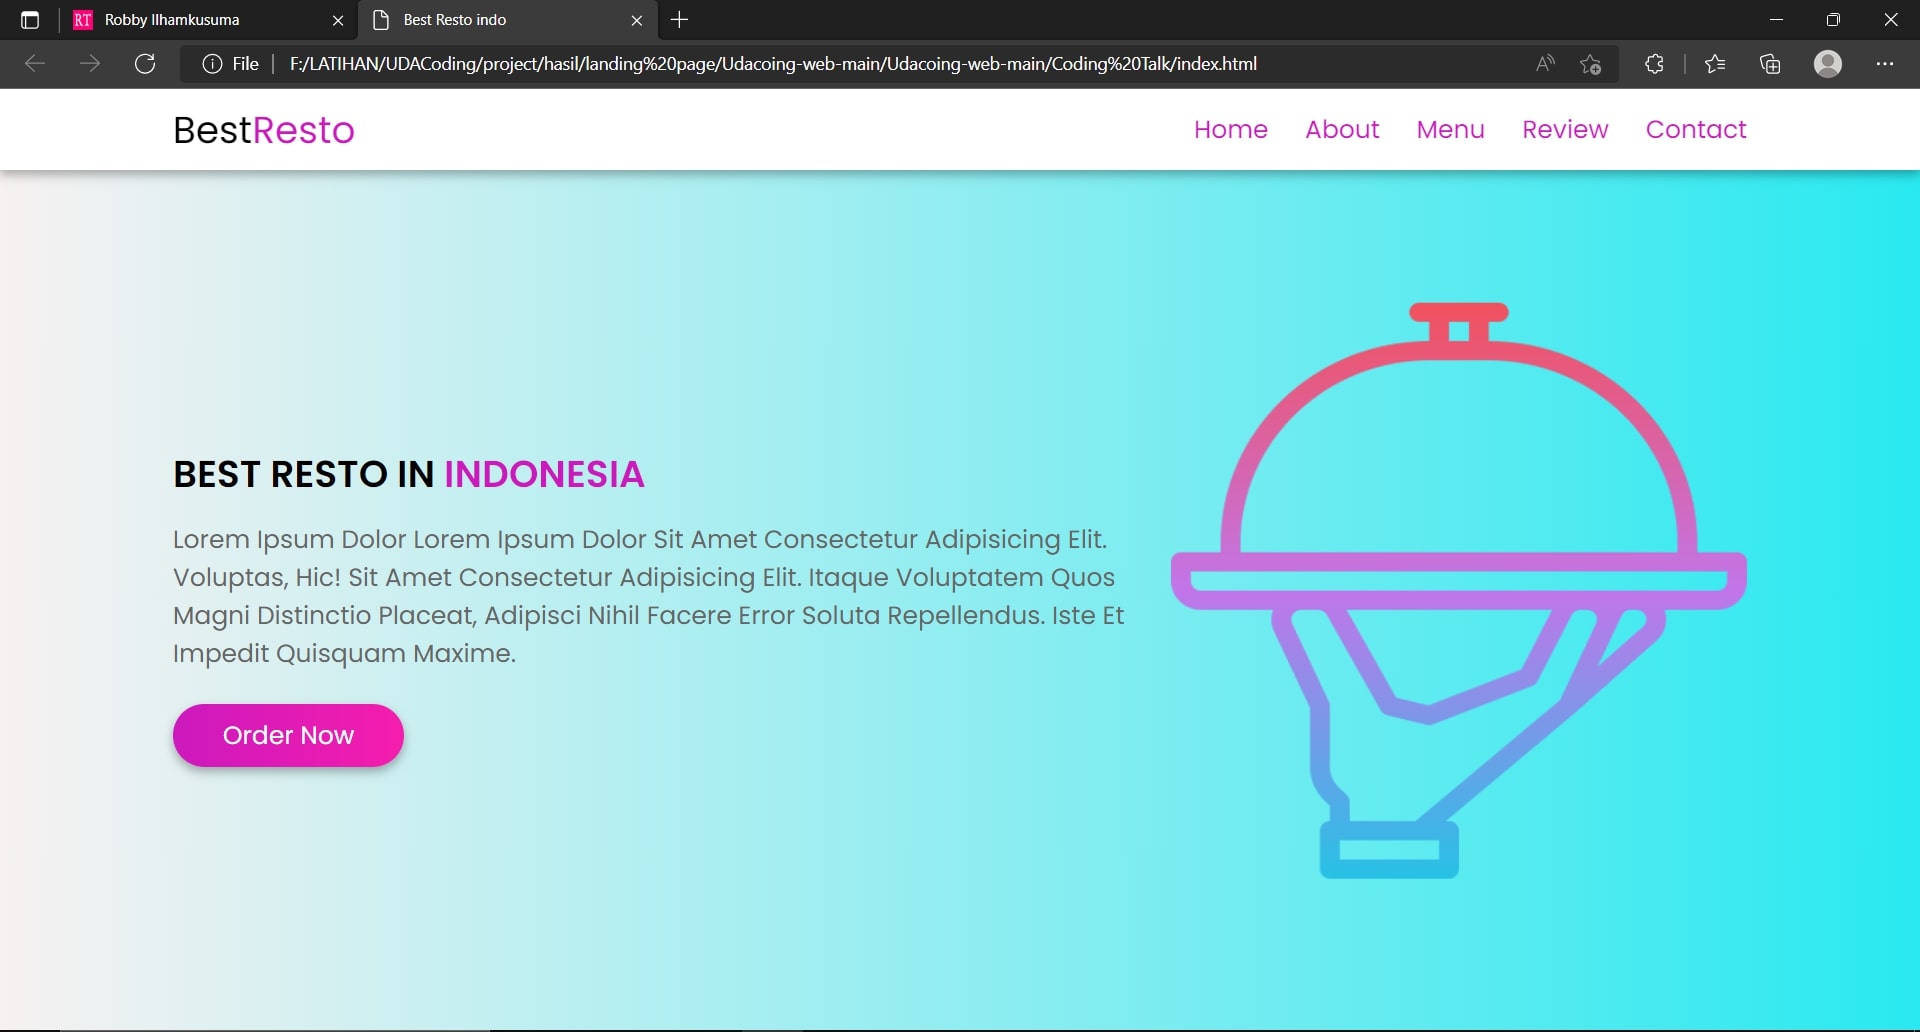 RT Robby Ilhamkusuma
Best Resto indo
File F:/LATIHAN/UDACoding/project/hasil/landing%20page/Udacoing-web-main/Udacoing-web-main/Coding%20Talk/index.html
BestResto
Home About Menu Review Contact
BEST RESTO IN INDONESIA
Lorem Ipsum Dolor Lorem Ipsum Dolor Sit Amet Consectetur Adipisicing Elit.
Voluptas, Hic! Sit Amet Consectetur Adipisicing Elit. Itaque Voluptatem Quos
Magni Distinctio Placeat, Adipisci Nihil Facere Error Soluta Repellendus. Iste Et
Impedit Quisquam Maxime.
Order Now